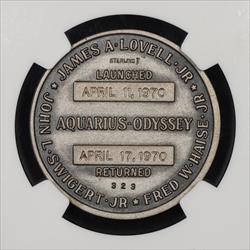 JAMES A. LOVELL JR
STERLING
LAUNCHED
APRIL 11, 1970
AQUARIUS-ODYSSEY
APRIL 17, 1970
RETURNED
323
JOHN L. SWIGERT JR
FRED W. HAISE JR